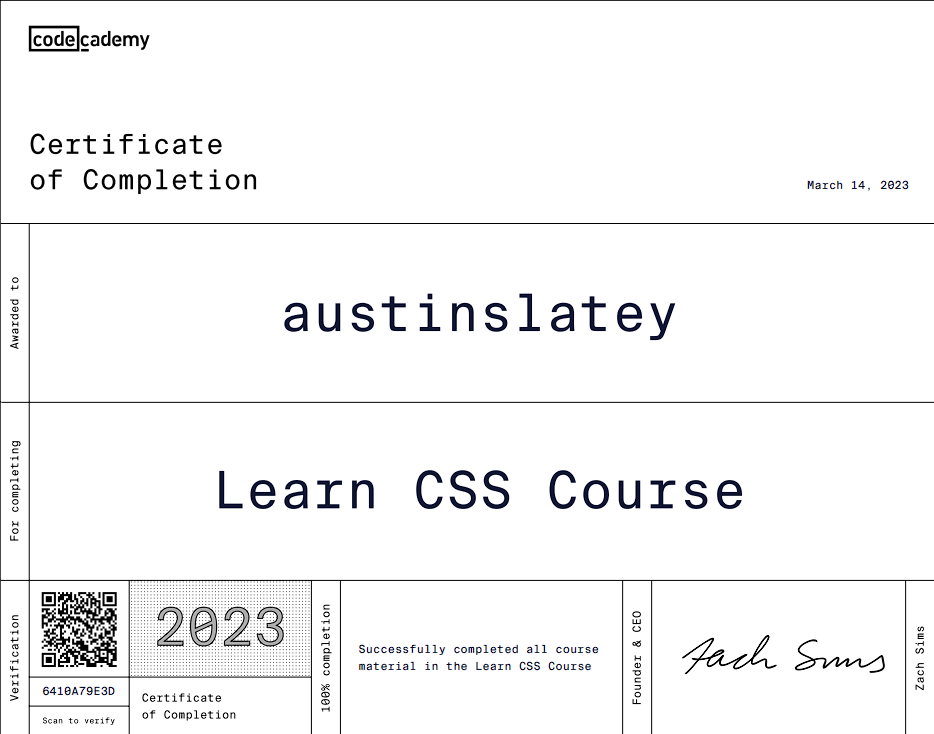 codecademy
Certificate
of Completion
March 14, 2023
Awarded to
austinslatey
For completing
Learn CSS Course
Verification
6410A79E3D
Scan to verify
2023
Certificate
of Completion
100% completion
Successfully completed all course
material in the Learn CSS Course
Founder & CEO
Zach Sims
Zach Sims